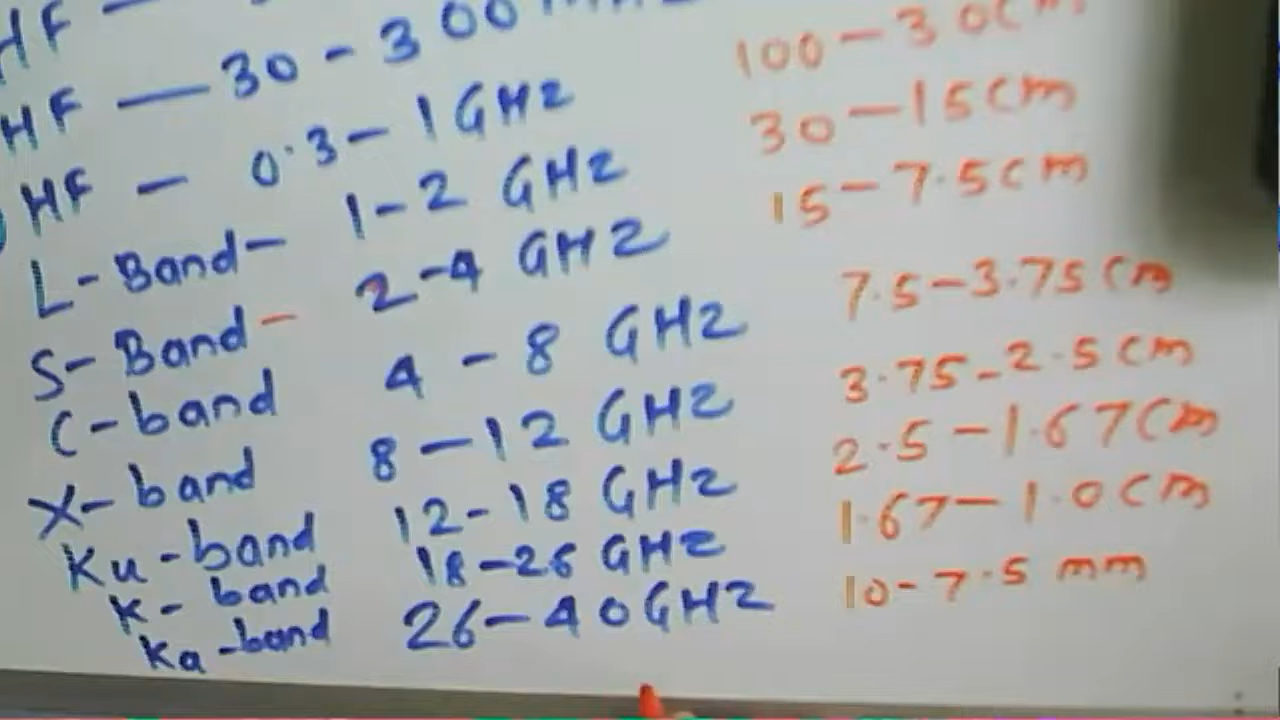 HF —
HF — 30 - 300 MHz 100 - 30 cm
HF - 0.3 - 1 GHz 30 - 15 cm
L - Band - 1 - 2 GHz 15 - 7.5 cm
S - Band - 2 - 4 GHz 7.5 - 3.75 cm
C - band 4 - 8 GHz 3.75 - 2.5 cm
X - band 8 - 12 GHz 2.5 - 1.67 cm
Ku - band 12 - 18 GHz 1.67 - 1.0 cm
K - band 18 - 26 GHz 10 - 7.5 mm
Ka - band 26 - 40 GHz